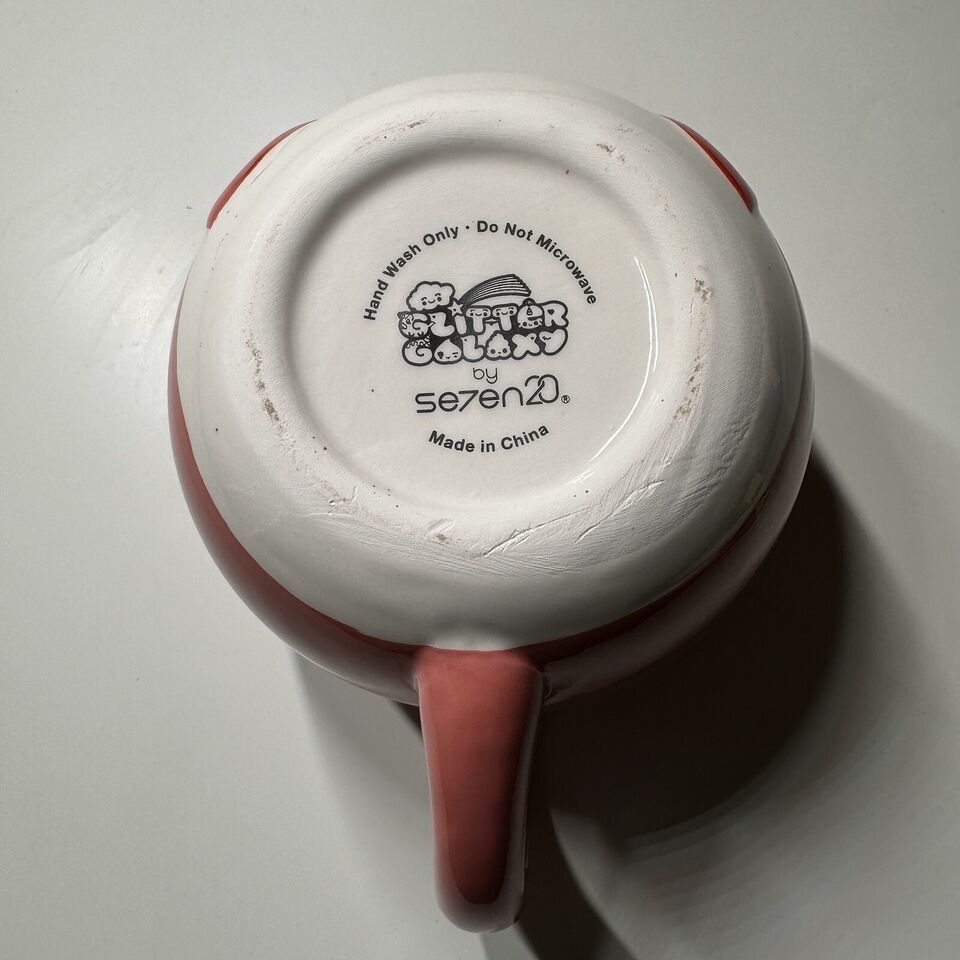 Hand Wash Only · Do Not Microwave
GLITTER
GALAXY
by
se7en20®
Made in China